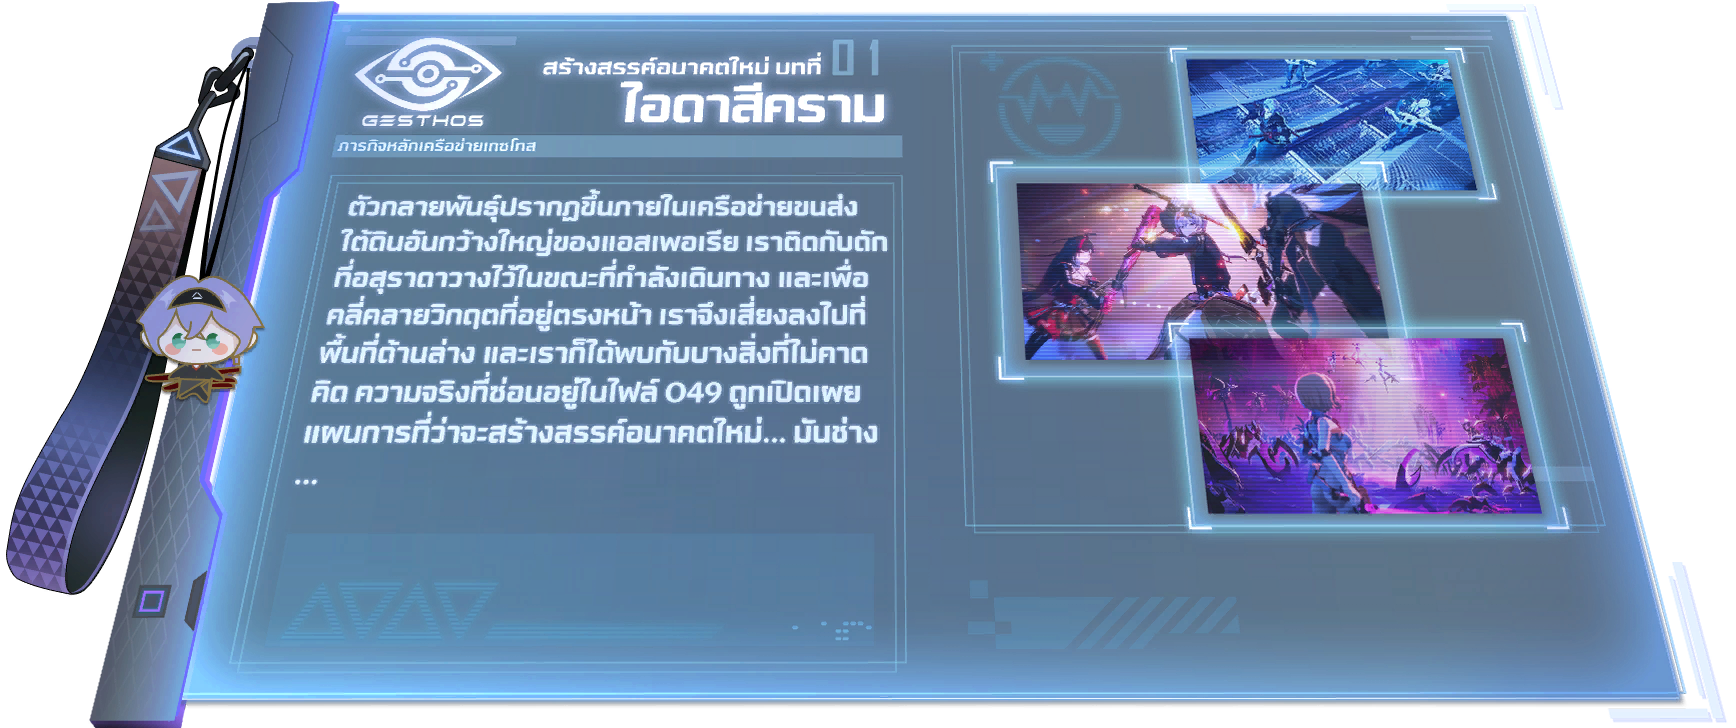 สร้างสรรค์อนาคตใหม่ บทที่ 01
ไอดาสีคราม
GESTHOS
ภารกิจหลักเครือข่ายเกซโทส
ตัวกลายพันธุ์ปรากฏขึ้นภายในเครือข่ายขนส่ง
ใต้ดินอันกว้างใหญ่ของแอสเพอเรีย เราติดกับดัก
ที่อสุราดาวางไว้ในขณะที่กำลังเดินทาง และเพื่อ
คลี่คลายวิกฤตที่อยู่ตรงหน้า เราจึงเสี่ยงลงไปที่
พื้นที่ด้านล่าง และเราก็ได้พบกับบางสิ่งที่ไม่คาด
คิด ความจริงที่ซ่อนอยู่ในไฟล์ 049 ถูกเปิดเผย
แผนการที่ว่าจะสร้างสรรค์อนาคตใหม่... มันช่าง
...